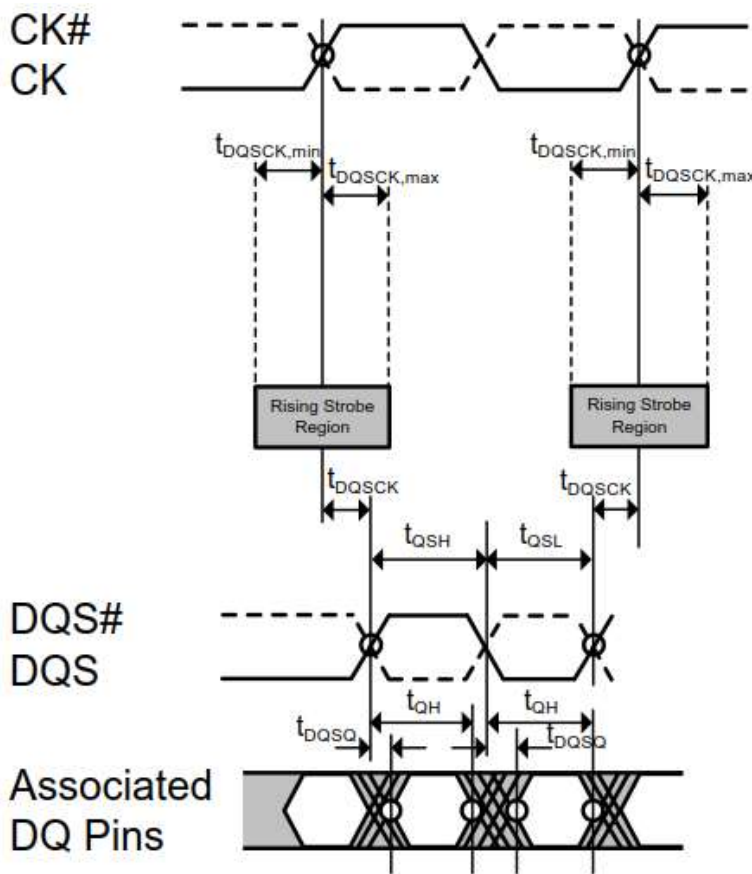 CK#
CK
tDQSCK,min
tDQSCK,max
tDQSCK,min
tDQSCK,max
Rising Strobe
Region
Rising Strobe
Region
tDQSCK
tDQSCK
tQSH
tQSL
DQS#
DQS
tQH
tQH
tDQSQ
tDQSQ
Associated
DQ Pins